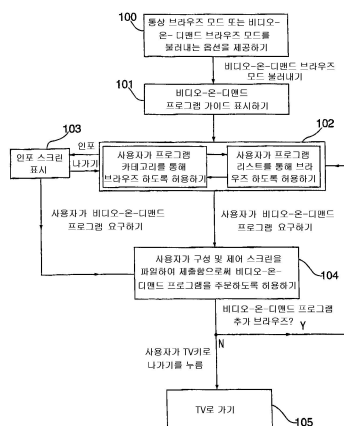 100
통상 브라우즈 모드 또는 비디오-
온- 디맨드 브라우즈 모드를
불러내는 옵션을 제공하기
비디오-온-디맨드 브라우즈
모드 불러내기
101
비디오-온-디맨드
프로그램 가이드 표시하기
103
인포 스크린
표시
인포
나가기
102
사용자가 프로그램
카테고리를 통해
브라우즈 하도록 허용하기
사용자가 프로그램
리스트를 통해 브라
우즈 하도록 허용하기
사용자가 비디오-온-디맨드
프로그램 요구하기
사용자가 비디오-온-디맨드
프로그램 요구하기
사용자가 구성 및 제어 스크린을
파일하여 제출함으로써 비디오-온-
디맨드 프로그램을 주문하도록 허용하기
104
비디오-온-디맨드 프로그램
추가 브라우즈?
Y
N
사용자가 TV키로
나가기를 누름
TV로 가기
105